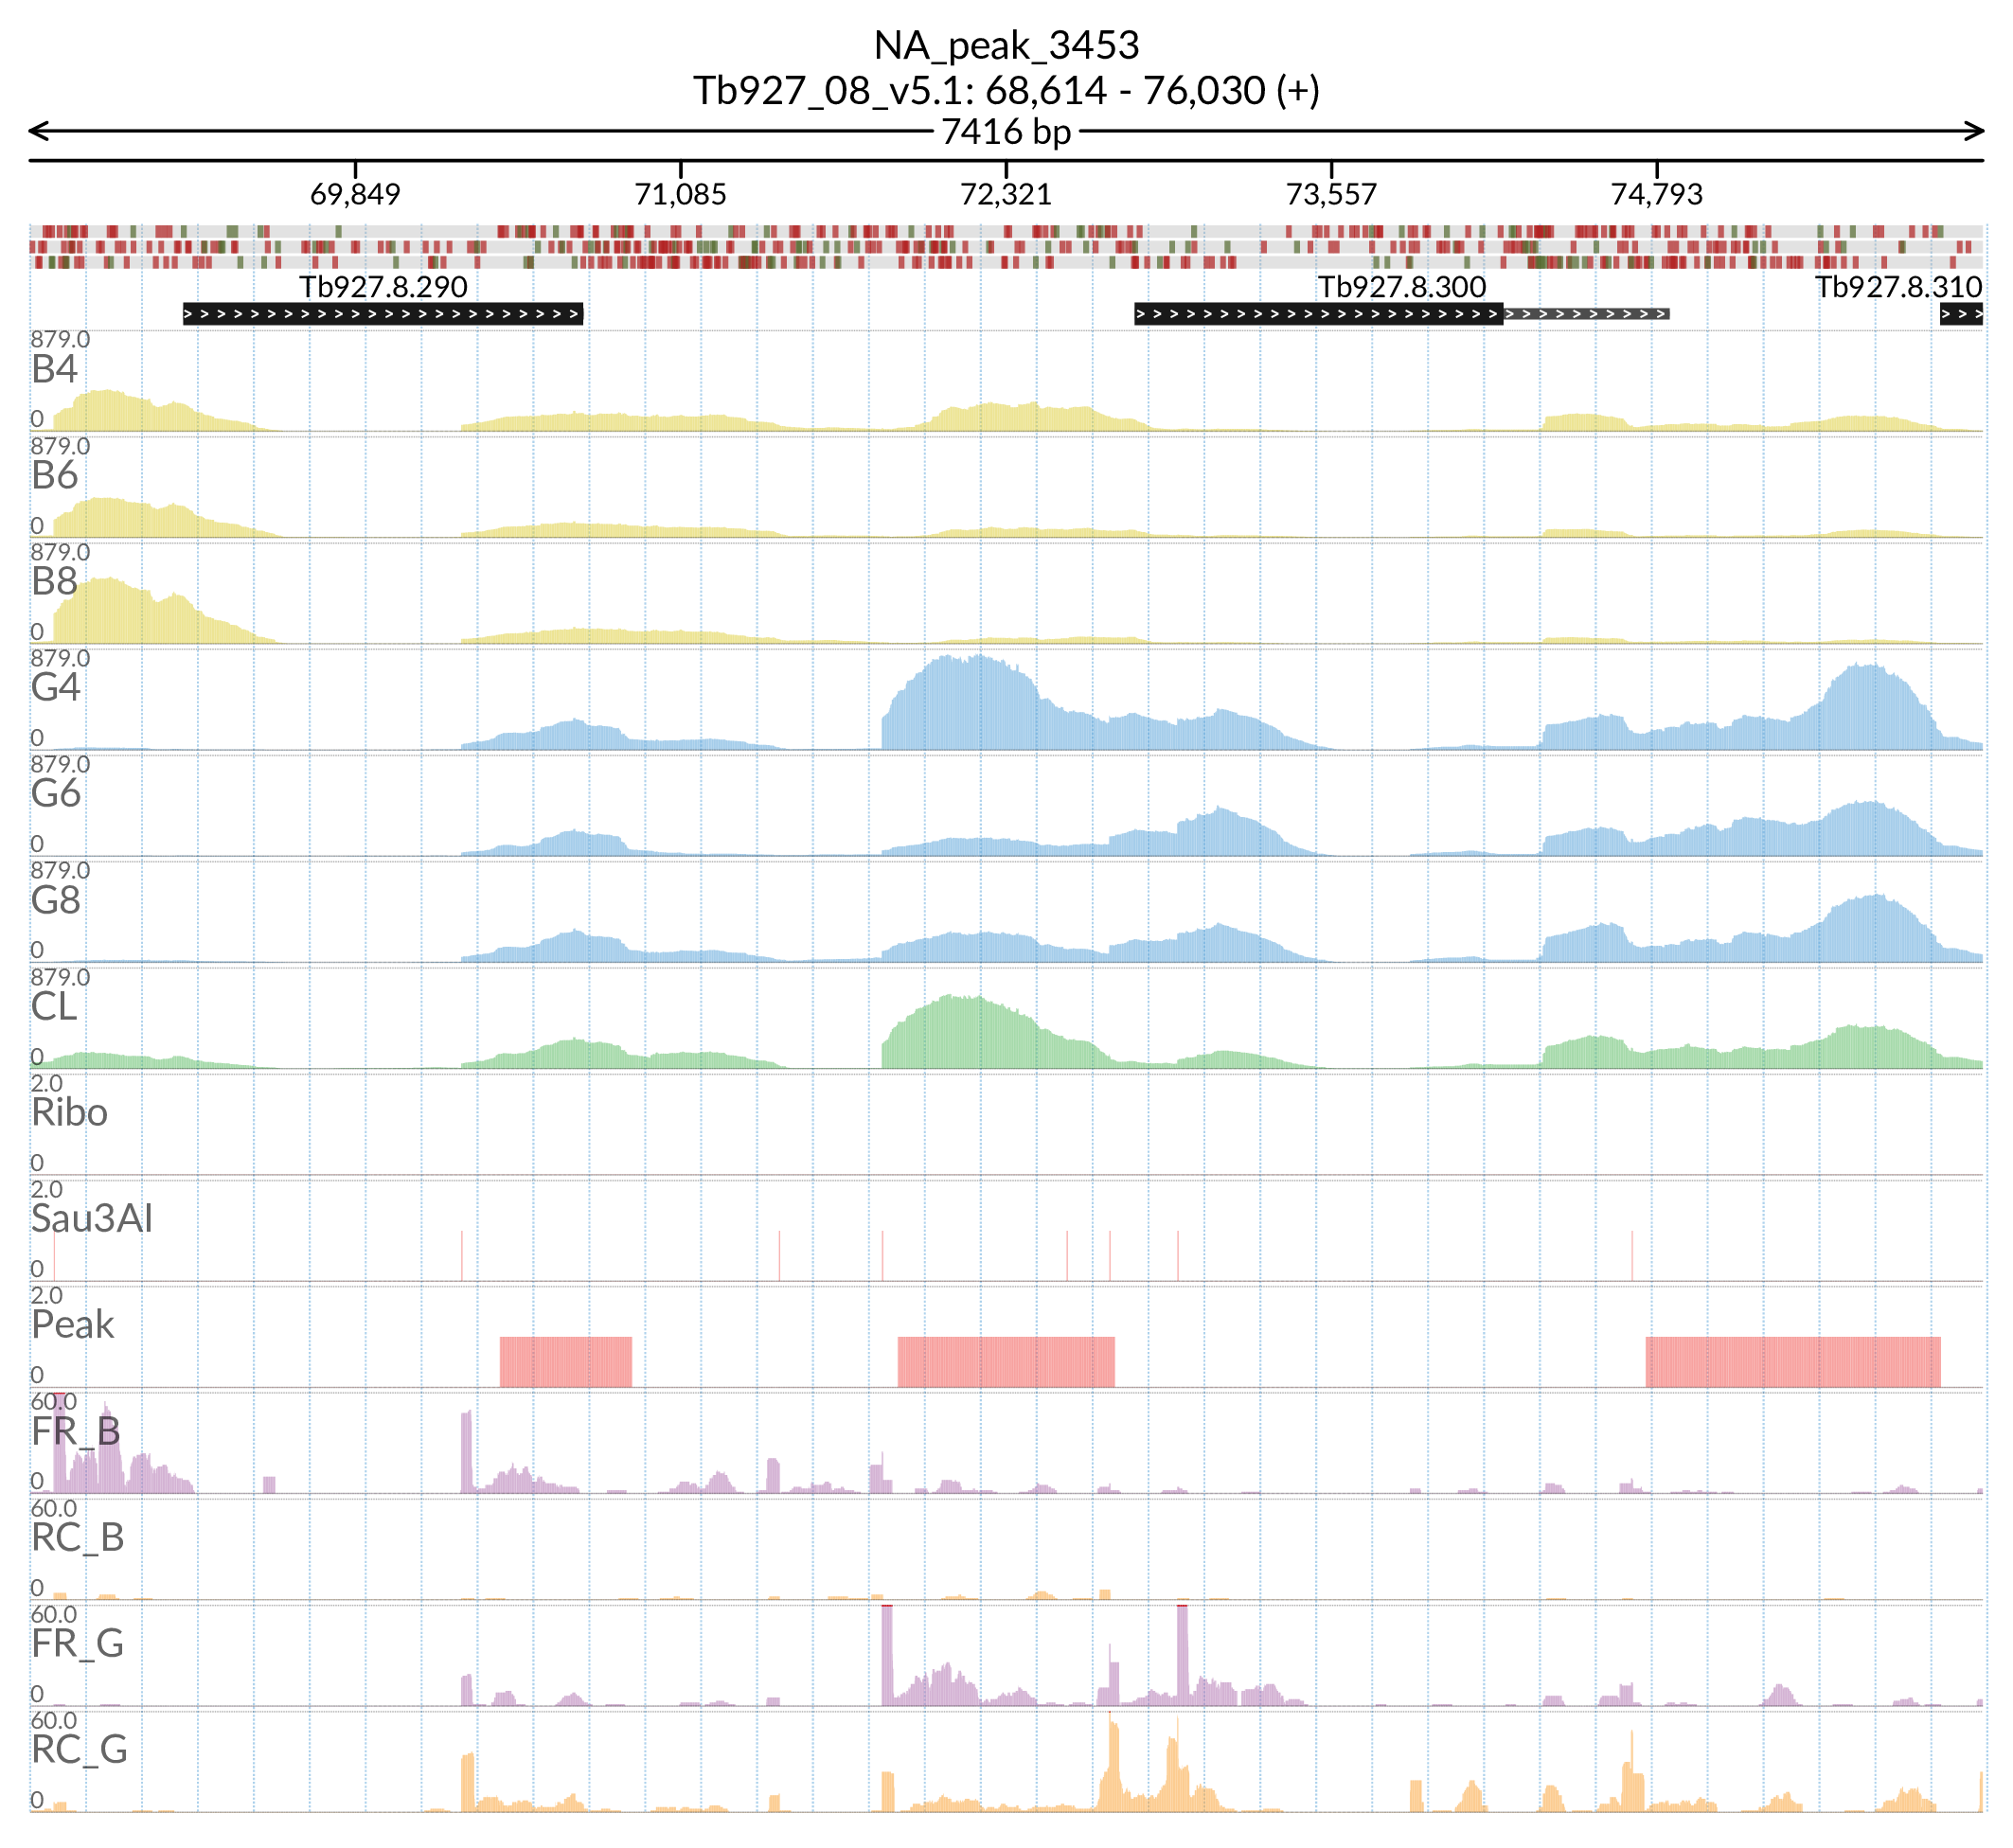 NA_peak_3453
Tb927_08_v5.1: 68,614 - 76,030 (+)
7416 bp
69,849 71,085 72,321 73,557 74,793
Tb927.8.290 Tb927.8.300 Tb927.8.310
879.0
B4
0
879.0
B6
0
879.0
B8
0
879.0
G4
0
879.0
G6
0
879.0
G8
0
879.0
CL
0
2.0
Ribo
0
2.0
Sau3AI
0
2.0
Peak
0
60.0
FR_B
0
60.0
RC_B
0
60.0
FR_G
0
60.0
RC_G
0